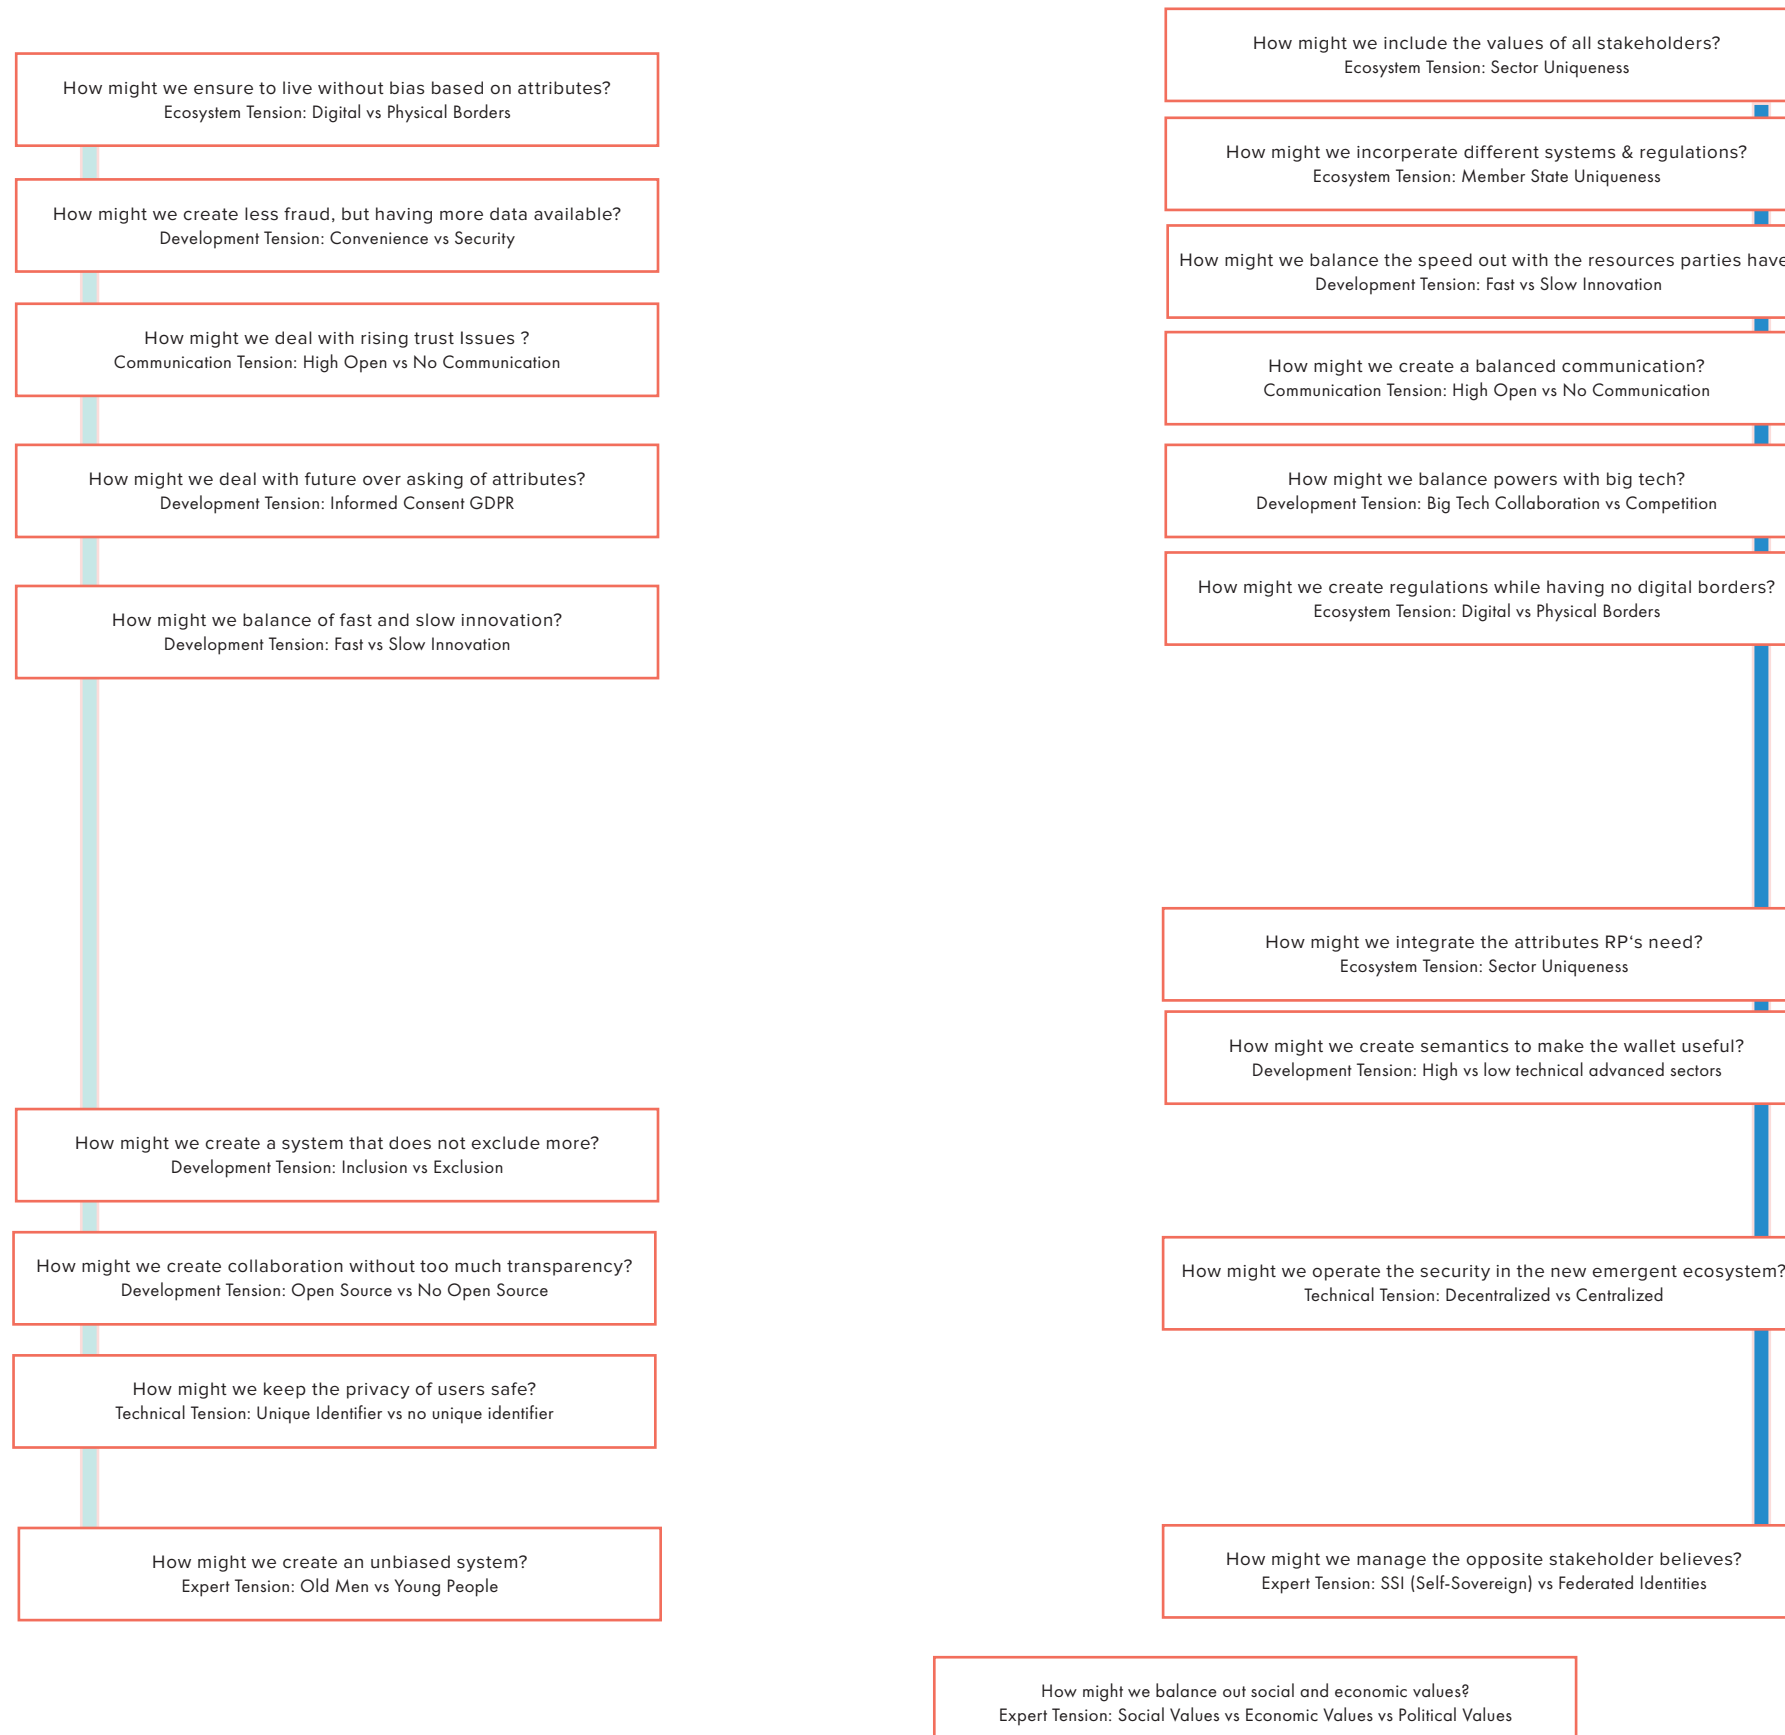 How might we ensure to live without bias based on attributes?
Ecosystem Tension: Digital vs Physical Borders
How might we create less fraud, but having more data available?
Development Tension: Convenience vs Security
How might we deal with rising trust Issues ?
Communication Tension: High Open vs No Communication
How might we deal with future over asking of attributes?
Development Tension: Informed Consent GDPR
How might we balance of fast and slow innovation?
Development Tension: Fast vs Slow Innovation
How might we create a system that does not exclude more?
Development Tension: Inclusion vs Exclusion
How might we create collaboration without too much transparency?
Development Tension: Open Source vs No Open Source
How might we keep the privacy of users safe?
Technical Tension: Unique Identifier vs no unique identifier
How might we create an unbiased system?
Expert Tension: Old Men vs Young People
How might we include the values of all stakeholders?
Ecosystem Tension: Sector Uniqueness
How might we incorperate different systems & regulations?
Ecosystem Tension: Member State Uniqueness
How might we balance the speed out with the resources parties have
Development Tension: Fast vs Slow Innovation
How might we create a balanced communication?
Communication Tension: High Open vs No Communication
How might we balance powers with big tech?
Development Tension: Big Tech Collaboration vs Competition
How might we create regulations while having no digital borders?
Ecosystem Tension: Digital vs Physical Borders
How might we integrate the attributes RP‘s need?
Ecosystem Tension: Sector Uniqueness
How might we create semantics to make the wallet useful?
Development Tension: High vs low technical advanced sectors
How might we operate the security in the new emergent ecosystem?
Technical Tension: Decentralized vs Centralized
How might we manage the opposite stakeholder believes?
Expert Tension: SSI (Self-Sovereign) vs Federated Identities
How might we balance out social and economic values?
Expert Tension: Social Values vs Economic Values vs Political Values